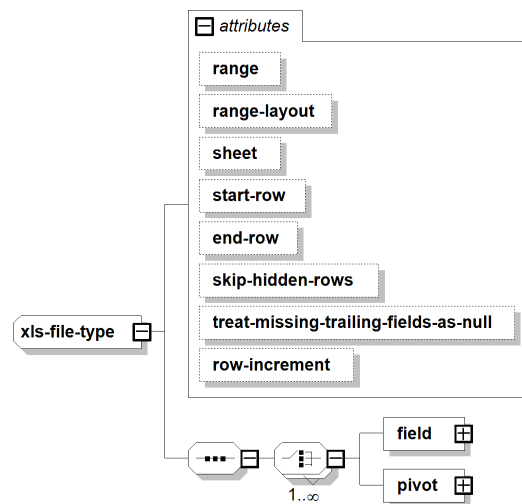 attributes
range
range-layout
sheet
start-row
end-row
skip-hidden-rows
treat-missing-trailing-fields-as-null
row-increment
xls-file-type
field
1..∞
pivot